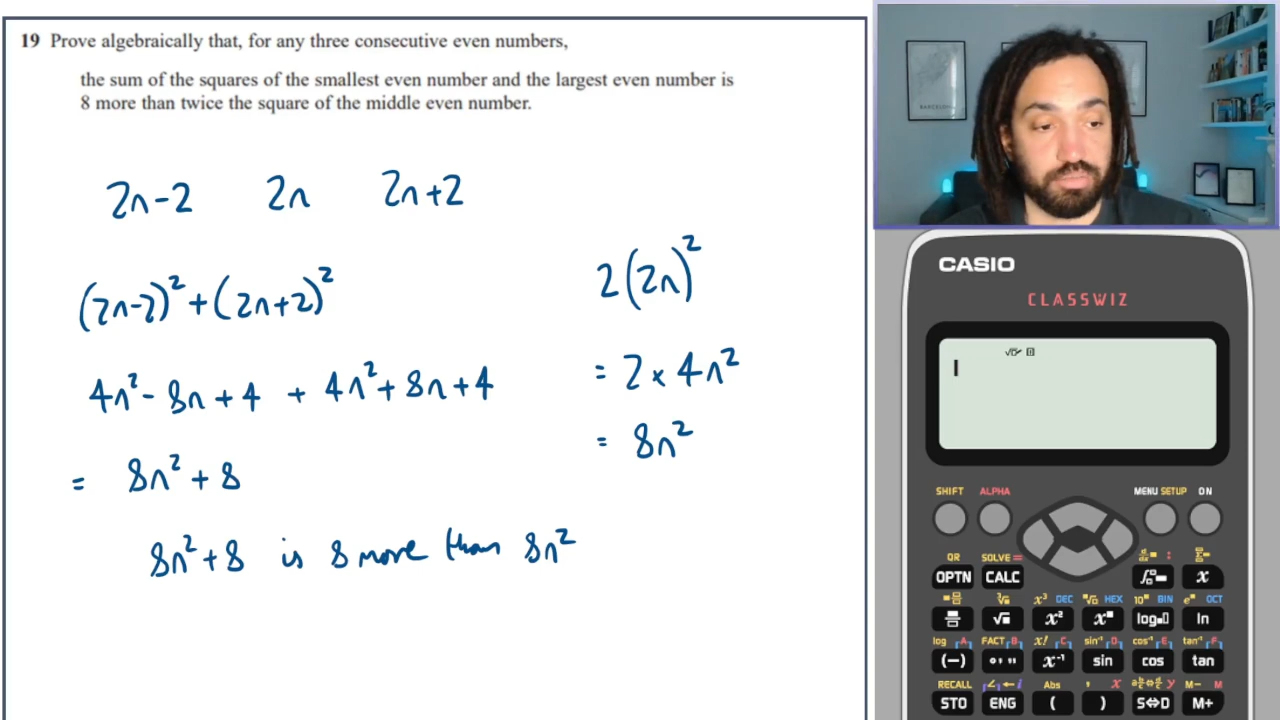 19 Prove algebraically that, for any three consecutive even numbers,
the sum of the squares of the smallest even number and the largest even number is
8 more than twice the square of the middle even number.
2n-2 2n 2n+2
(2n-2)² + (2n+2)²
4n² - 8n + 4 + 4n² + 8n + 4
= 8n² + 8
8n² + 8 is 8 more than 8n²
2(2n)²
= 2 × 4n²
= 8n²
BARCELONA
CASIO
CLASSWIZ
SHIFT ALPHA MENU SETUP ON
QR SOLVE =
OPTN CALC x
x³ DEC HEX 10■ BIN e■ OCT
x² x■ log ln
log A FACT B x! C sin⁻¹ D cos⁻¹ E tan⁻¹ F
(−) x⁻¹ sin cos tan
RECALL ∠ ← i Abs , x y M− M
STO ENG ( ) S⇔D M+